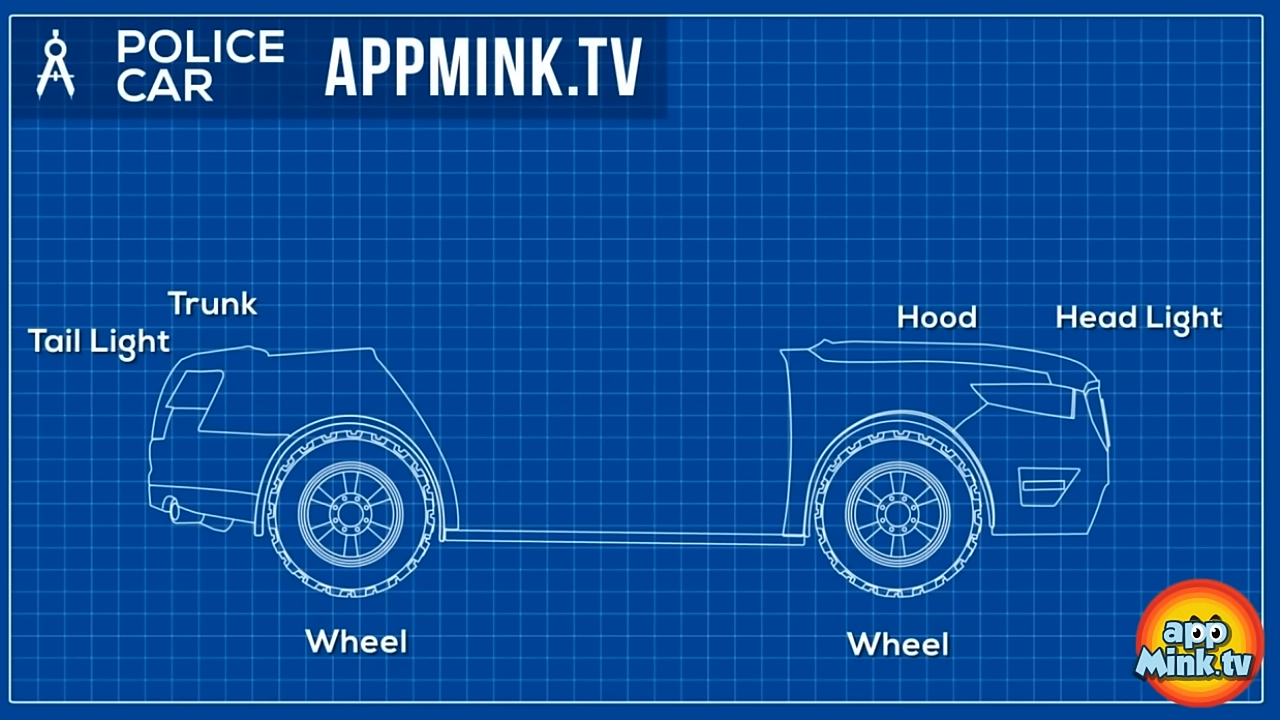 POLICE
CAR
APPMINK.TV
Trunk
Tail Light
Hood
Head Light
Wheel
Wheel
app
Mink.tv